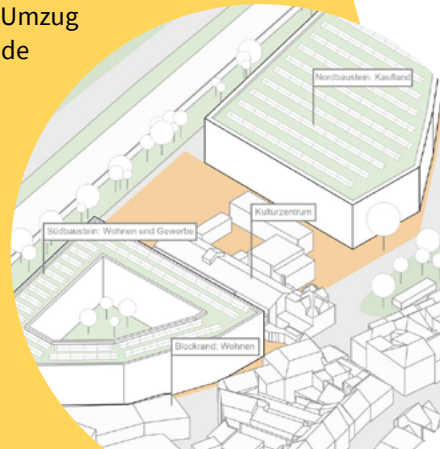 Umzug
de
Nordbaustein: Kaufland
Kulturzentrum
Südbaustein: Wohnen und Gewerbe
Blockrand: Wohnen